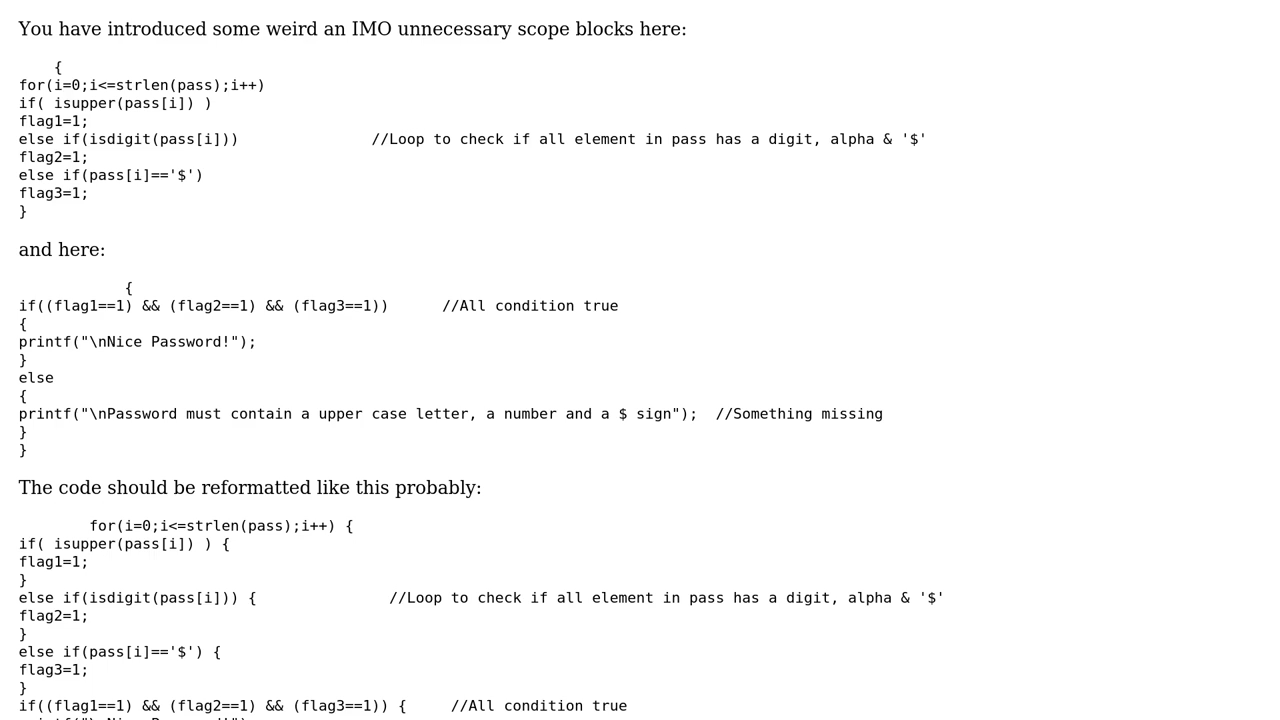 You have introduced some weird an IMO unnecessary scope blocks here:
    {
for(i=0;i<=strlen(pass);i++)
if( isupper(pass[i]) )
flag1=1;
else if(isdigit(pass[i]))               //Loop to check if all element in pass has a digit, alpha & '$'
flag2=1;
else if(pass[i]=='$')
flag3=1;
}
and here:
            {
if((flag1==1) && (flag2==1) && (flag3==1))      //All condition true
{
printf("\nNice Password!");
}
else
{
printf("\nPassword must contain a upper case letter, a number and a $ sign");  //Something missing
}
}
The code should be reformatted like this probably:
        for(i=0;i<=strlen(pass);i++) {
if( isupper(pass[i]) ) {
flag1=1;
}
else if(isdigit(pass[i])) {               //Loop to check if all element in pass has a digit, alpha & '$'
flag2=1;
}
else if(pass[i]=='$') {
flag3=1;
}
if((flag1==1) && (flag2==1) && (flag3==1)) {     //All condition true